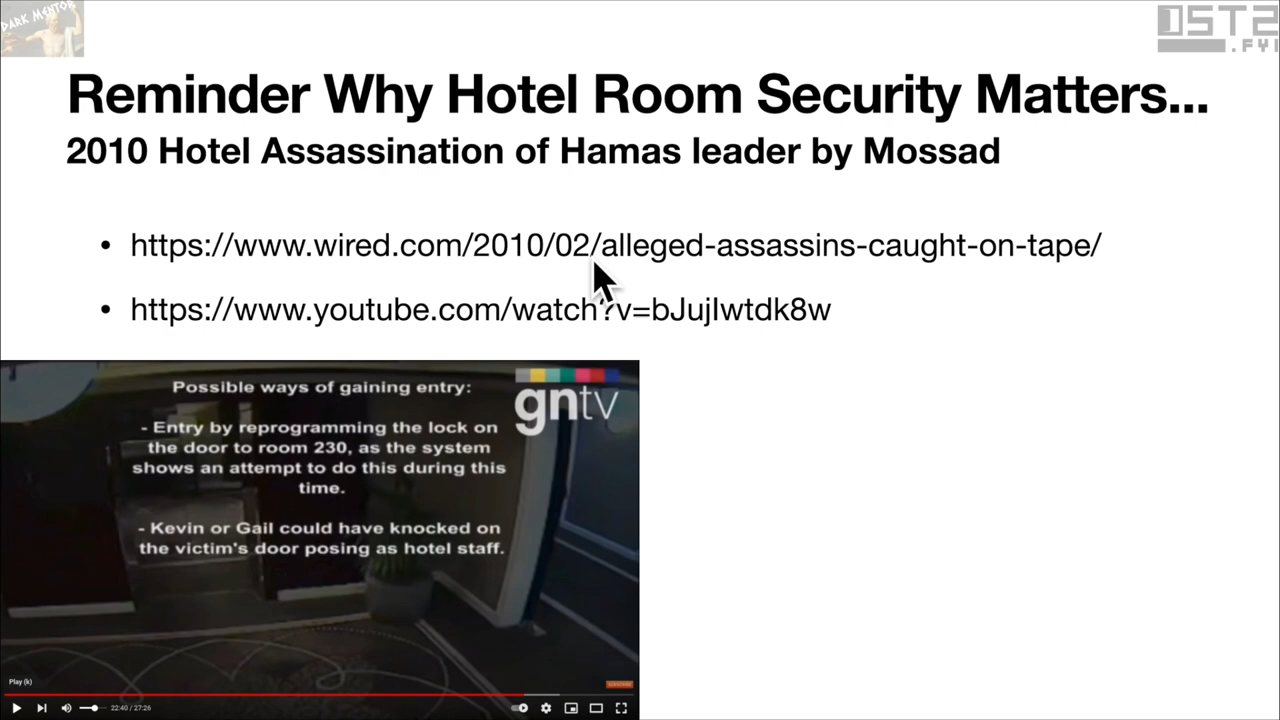 DARK MENTOR
OST2
.FYI
Reminder Why Hotel Room Security Matters...
2010 Hotel Assassination of Hamas leader by Mossad
• https://www.wired.com/2010/02/alleged-assassins-caught-on-tape/
• https://www.youtube.com/watch?v=bJujIwtdk8w
gntv
Possible ways of gaining entry:
- Entry by reprogramming the lock on
the door to room 230, as the system
shows an attempt to do this during this
time.
- Kevin or Gail could have knocked on
the victim's door posing as hotel staff.
Play (k)
SUBSCRIBE
22:40 / 27:26